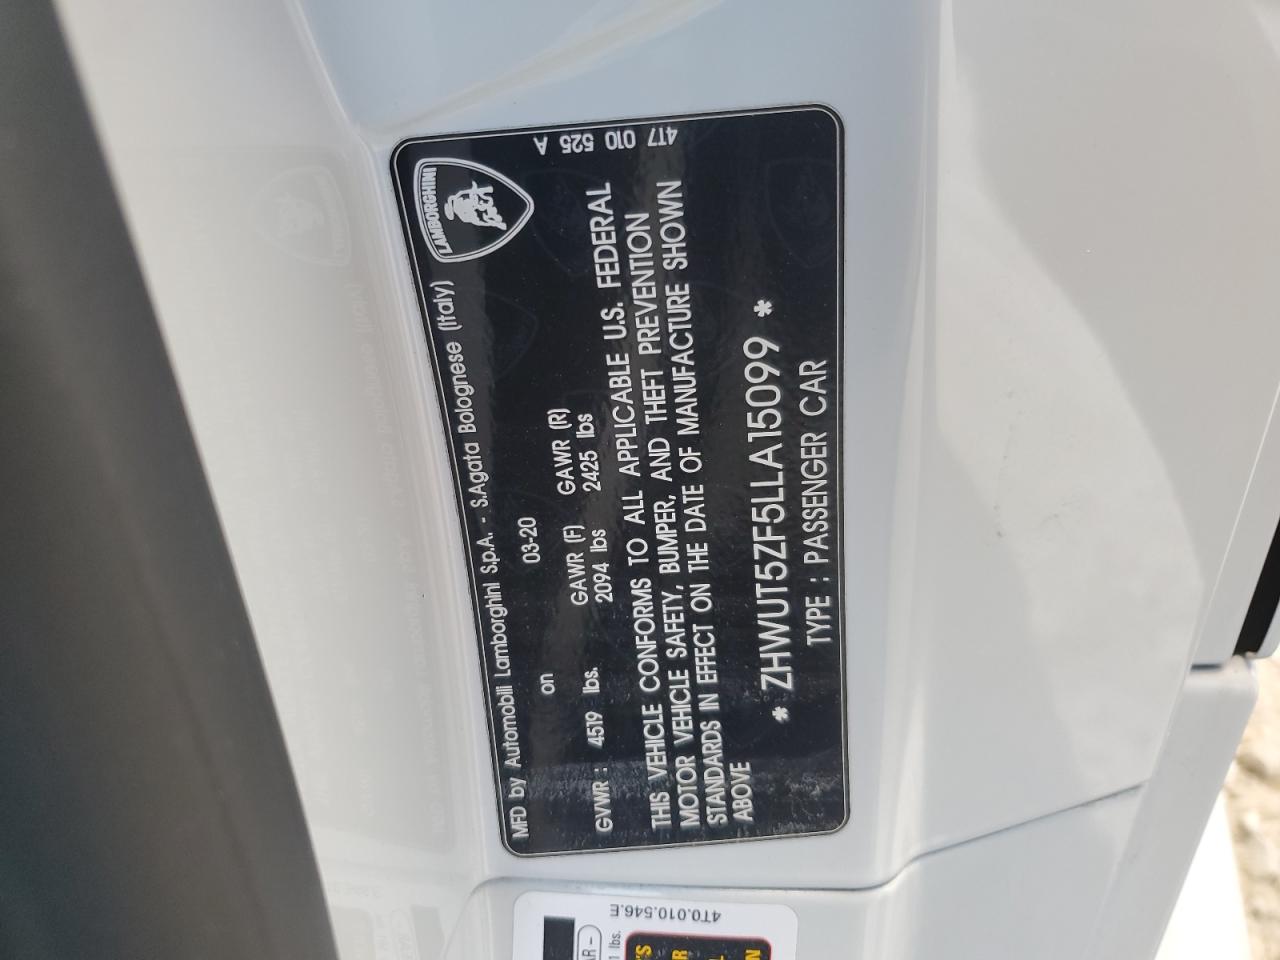 LAMBORGHINI
MFD by Automobili Lamborghini S.p.A. - S.Agata Bolognese (Italy)
on 03-20
GAWR (F) GAWR (R)
GVWR : 4519 lbs. 2094 lbs 2425 lbs
THIS VEHICLE CONFORMS TO ALL APPLICABLE U.S. FEDERAL
MOTOR VEHICLE SAFETY, BUMPER, AND THEFT PREVENTION
STANDARDS IN EFFECT ON THE DATE OF MANUFACTURE SHOWN
ABOVE
* ZHWUT5ZF5LLA15099 *
TYPE : PASSENGER CAR
4T7 010 525 A
4T0.010.546.E